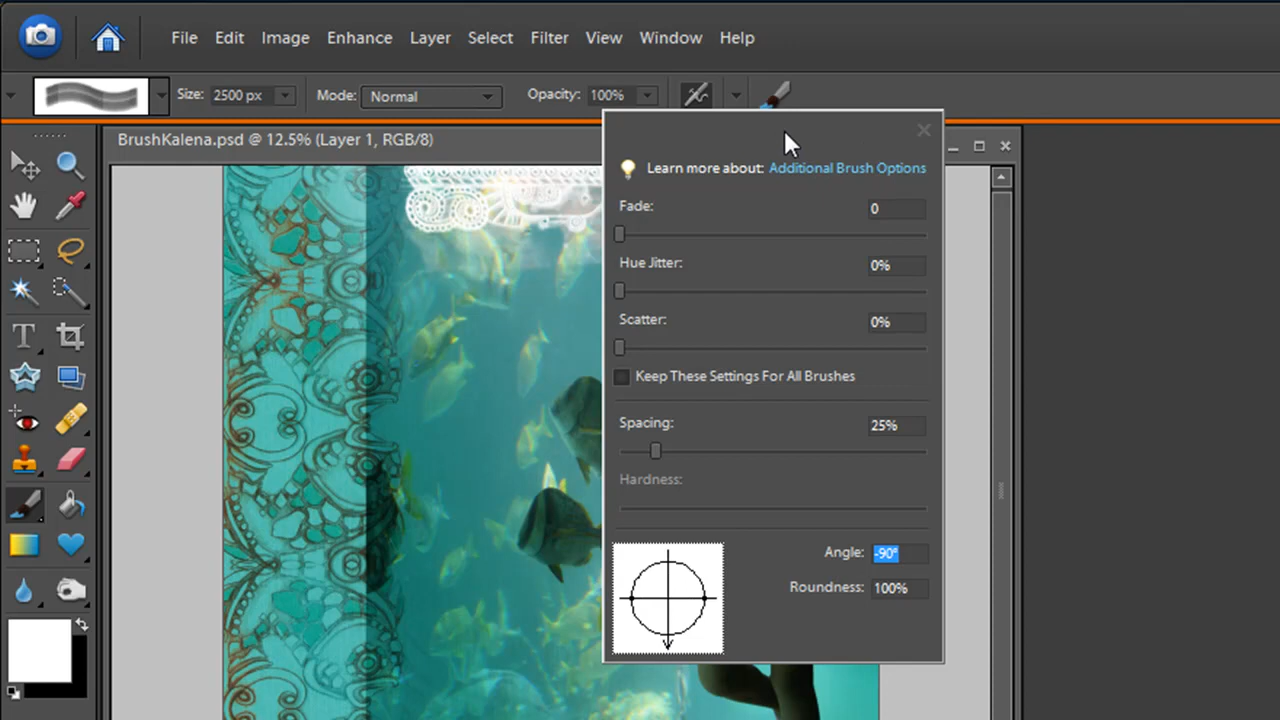 File Edit Image Enhance Layer Select Filter View Window Help
Size: 2500 px Mode: Normal Opacity: 100%
BrushKalena.psd @ 12.5% (Layer 1, RGB/8)
Learn more about: Additional Brush Options
Fade: 0
Hue Jitter: 0%
Scatter: 0%
Keep These Settings For All Brushes
Spacing: 25%
Hardness:
Angle: -90°
Roundness: 100%
T